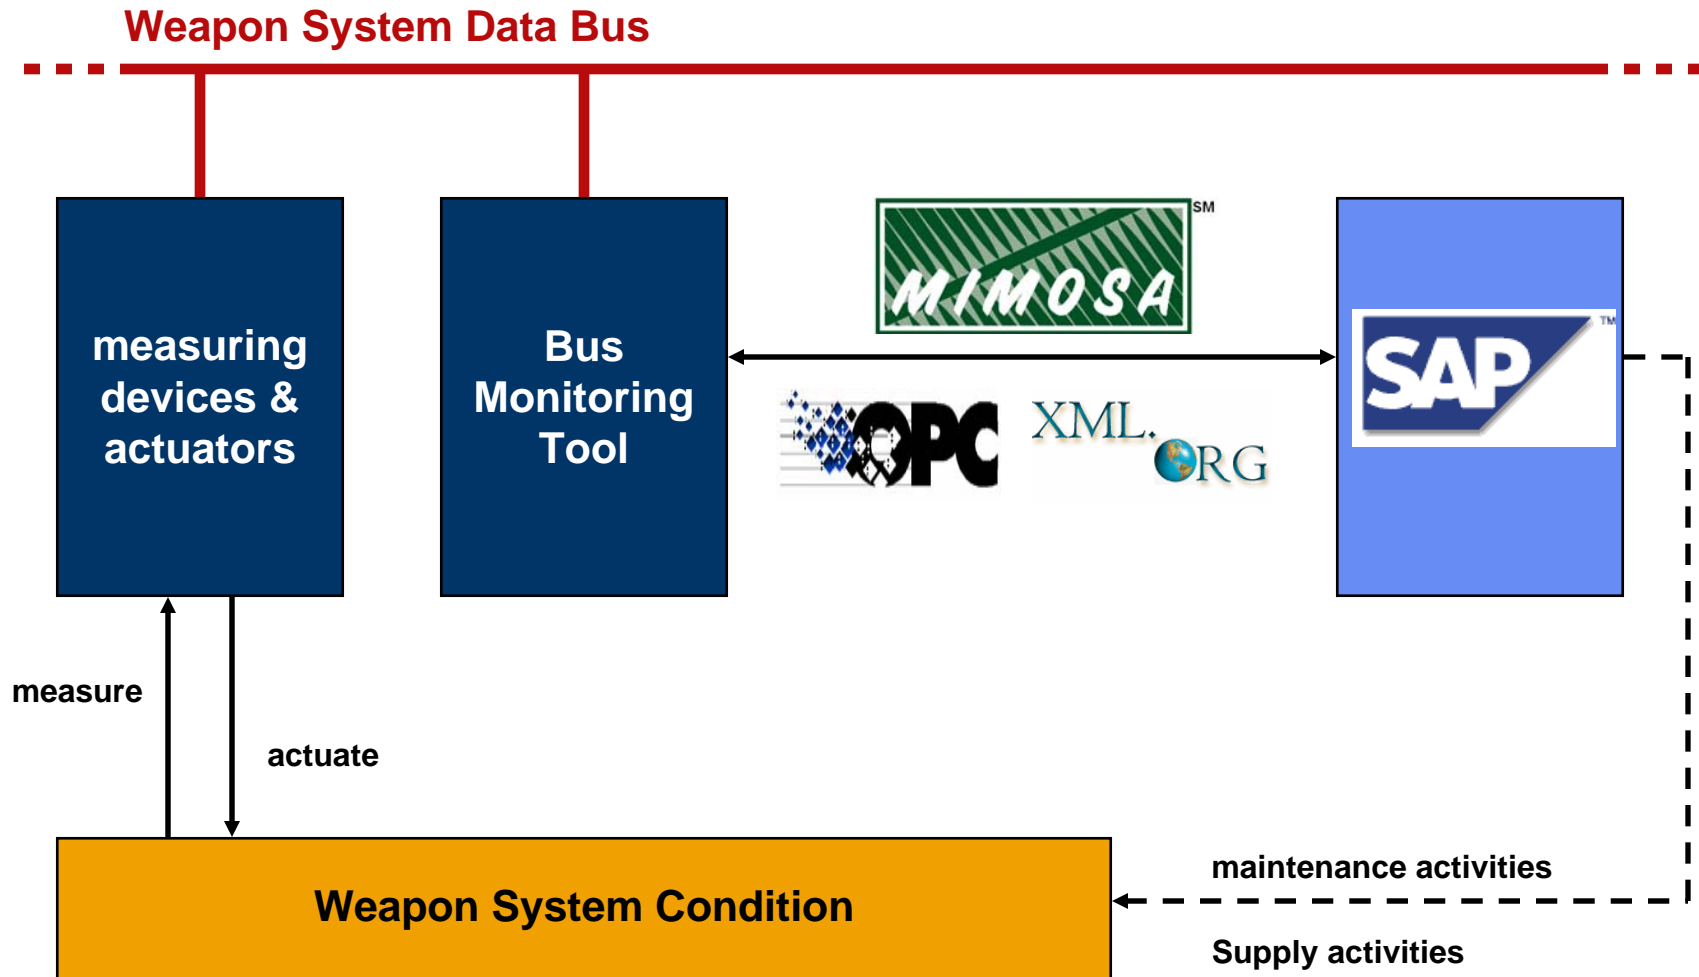 Weapon System Data Bus
measuring
devices &
actuators
Bus
Monitoring
Tool
MIMOSA
SM
OPC
XML.
ORG
SAP
TM
measure
actuate
Weapon System Condition
maintenance activities
Supply activities